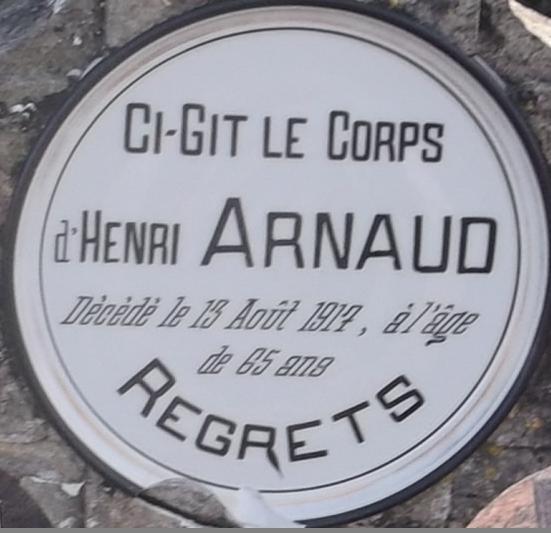 CI-GIT LE CORPS
d'HENRI ARNAUD
Décédé le 13 Août 1917, à l'âge
de 65 ans
REGRETS